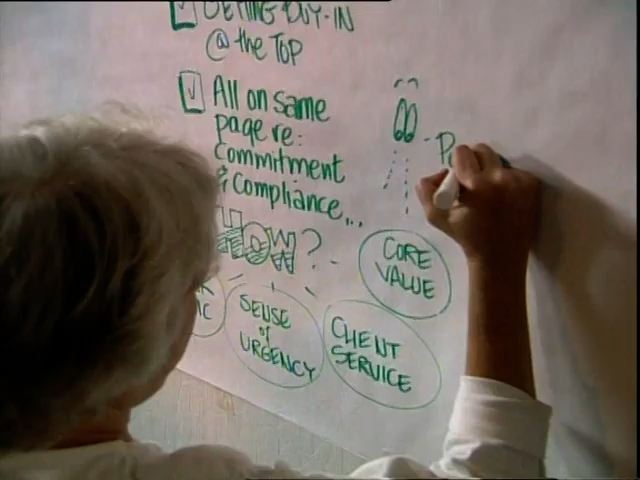 GETTING BUY-IN
@ the TOP
All on same
page re:
Commitment
& Compliance...
HOW?
CORE
VALUE
SENSE
of
URGENCY
CLIENT
SERVICE